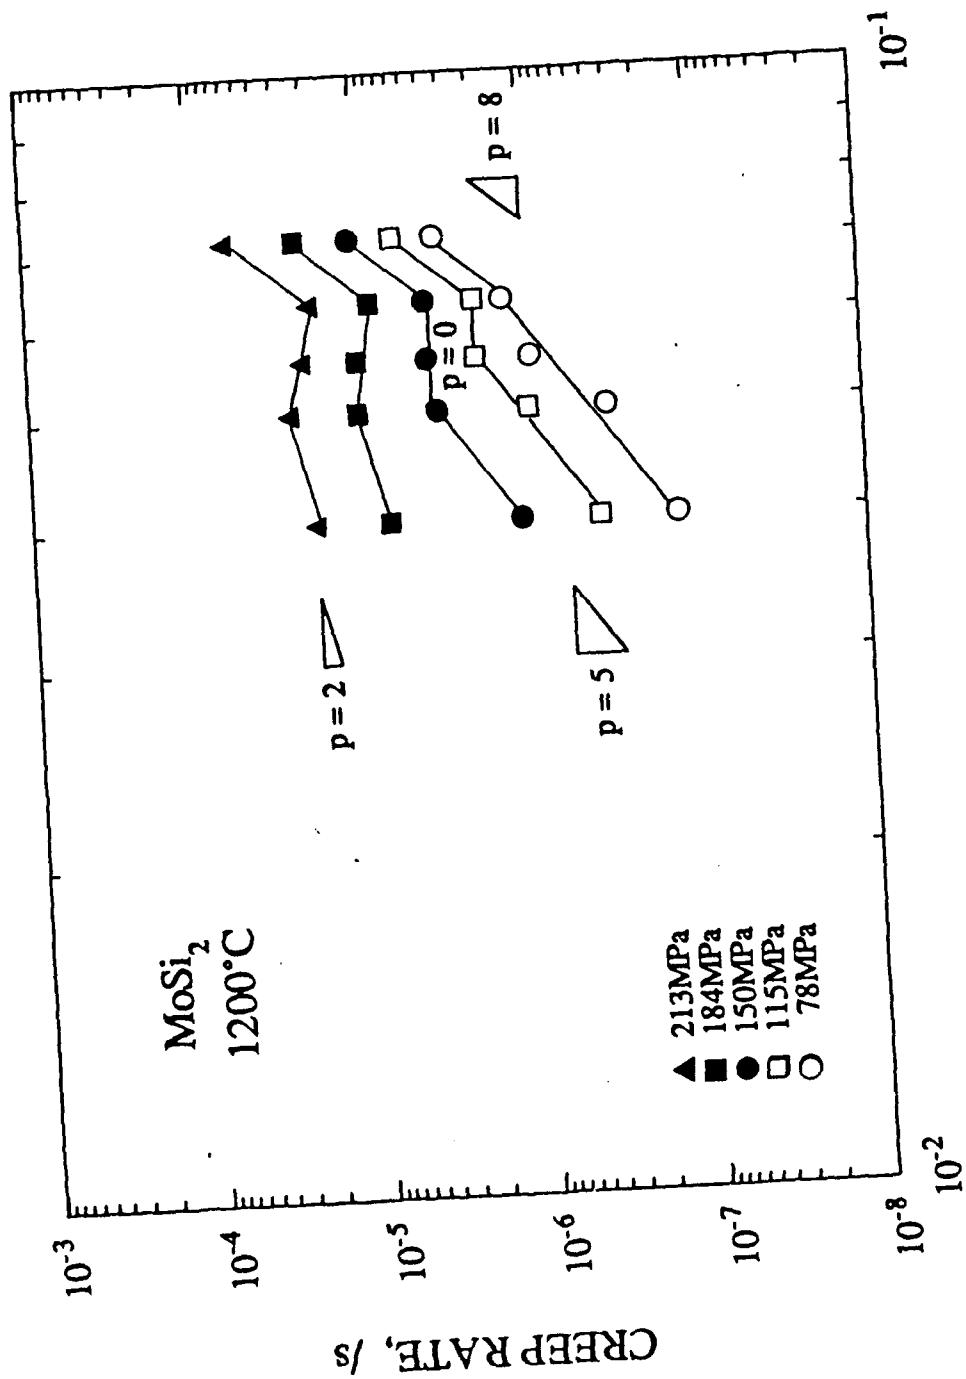 MoSi₂
1200°C
10⁻³
10⁻⁴
10⁻⁵
10⁻⁶
10⁻⁷
10⁻⁸
CREEP RATE, /s
10⁻²
10⁻¹
p = 2
p = 5
p = 0
p = 8
▲ 213MPa
■ 184MPa
● 150MPa
□ 115MPa
○ 78MPa